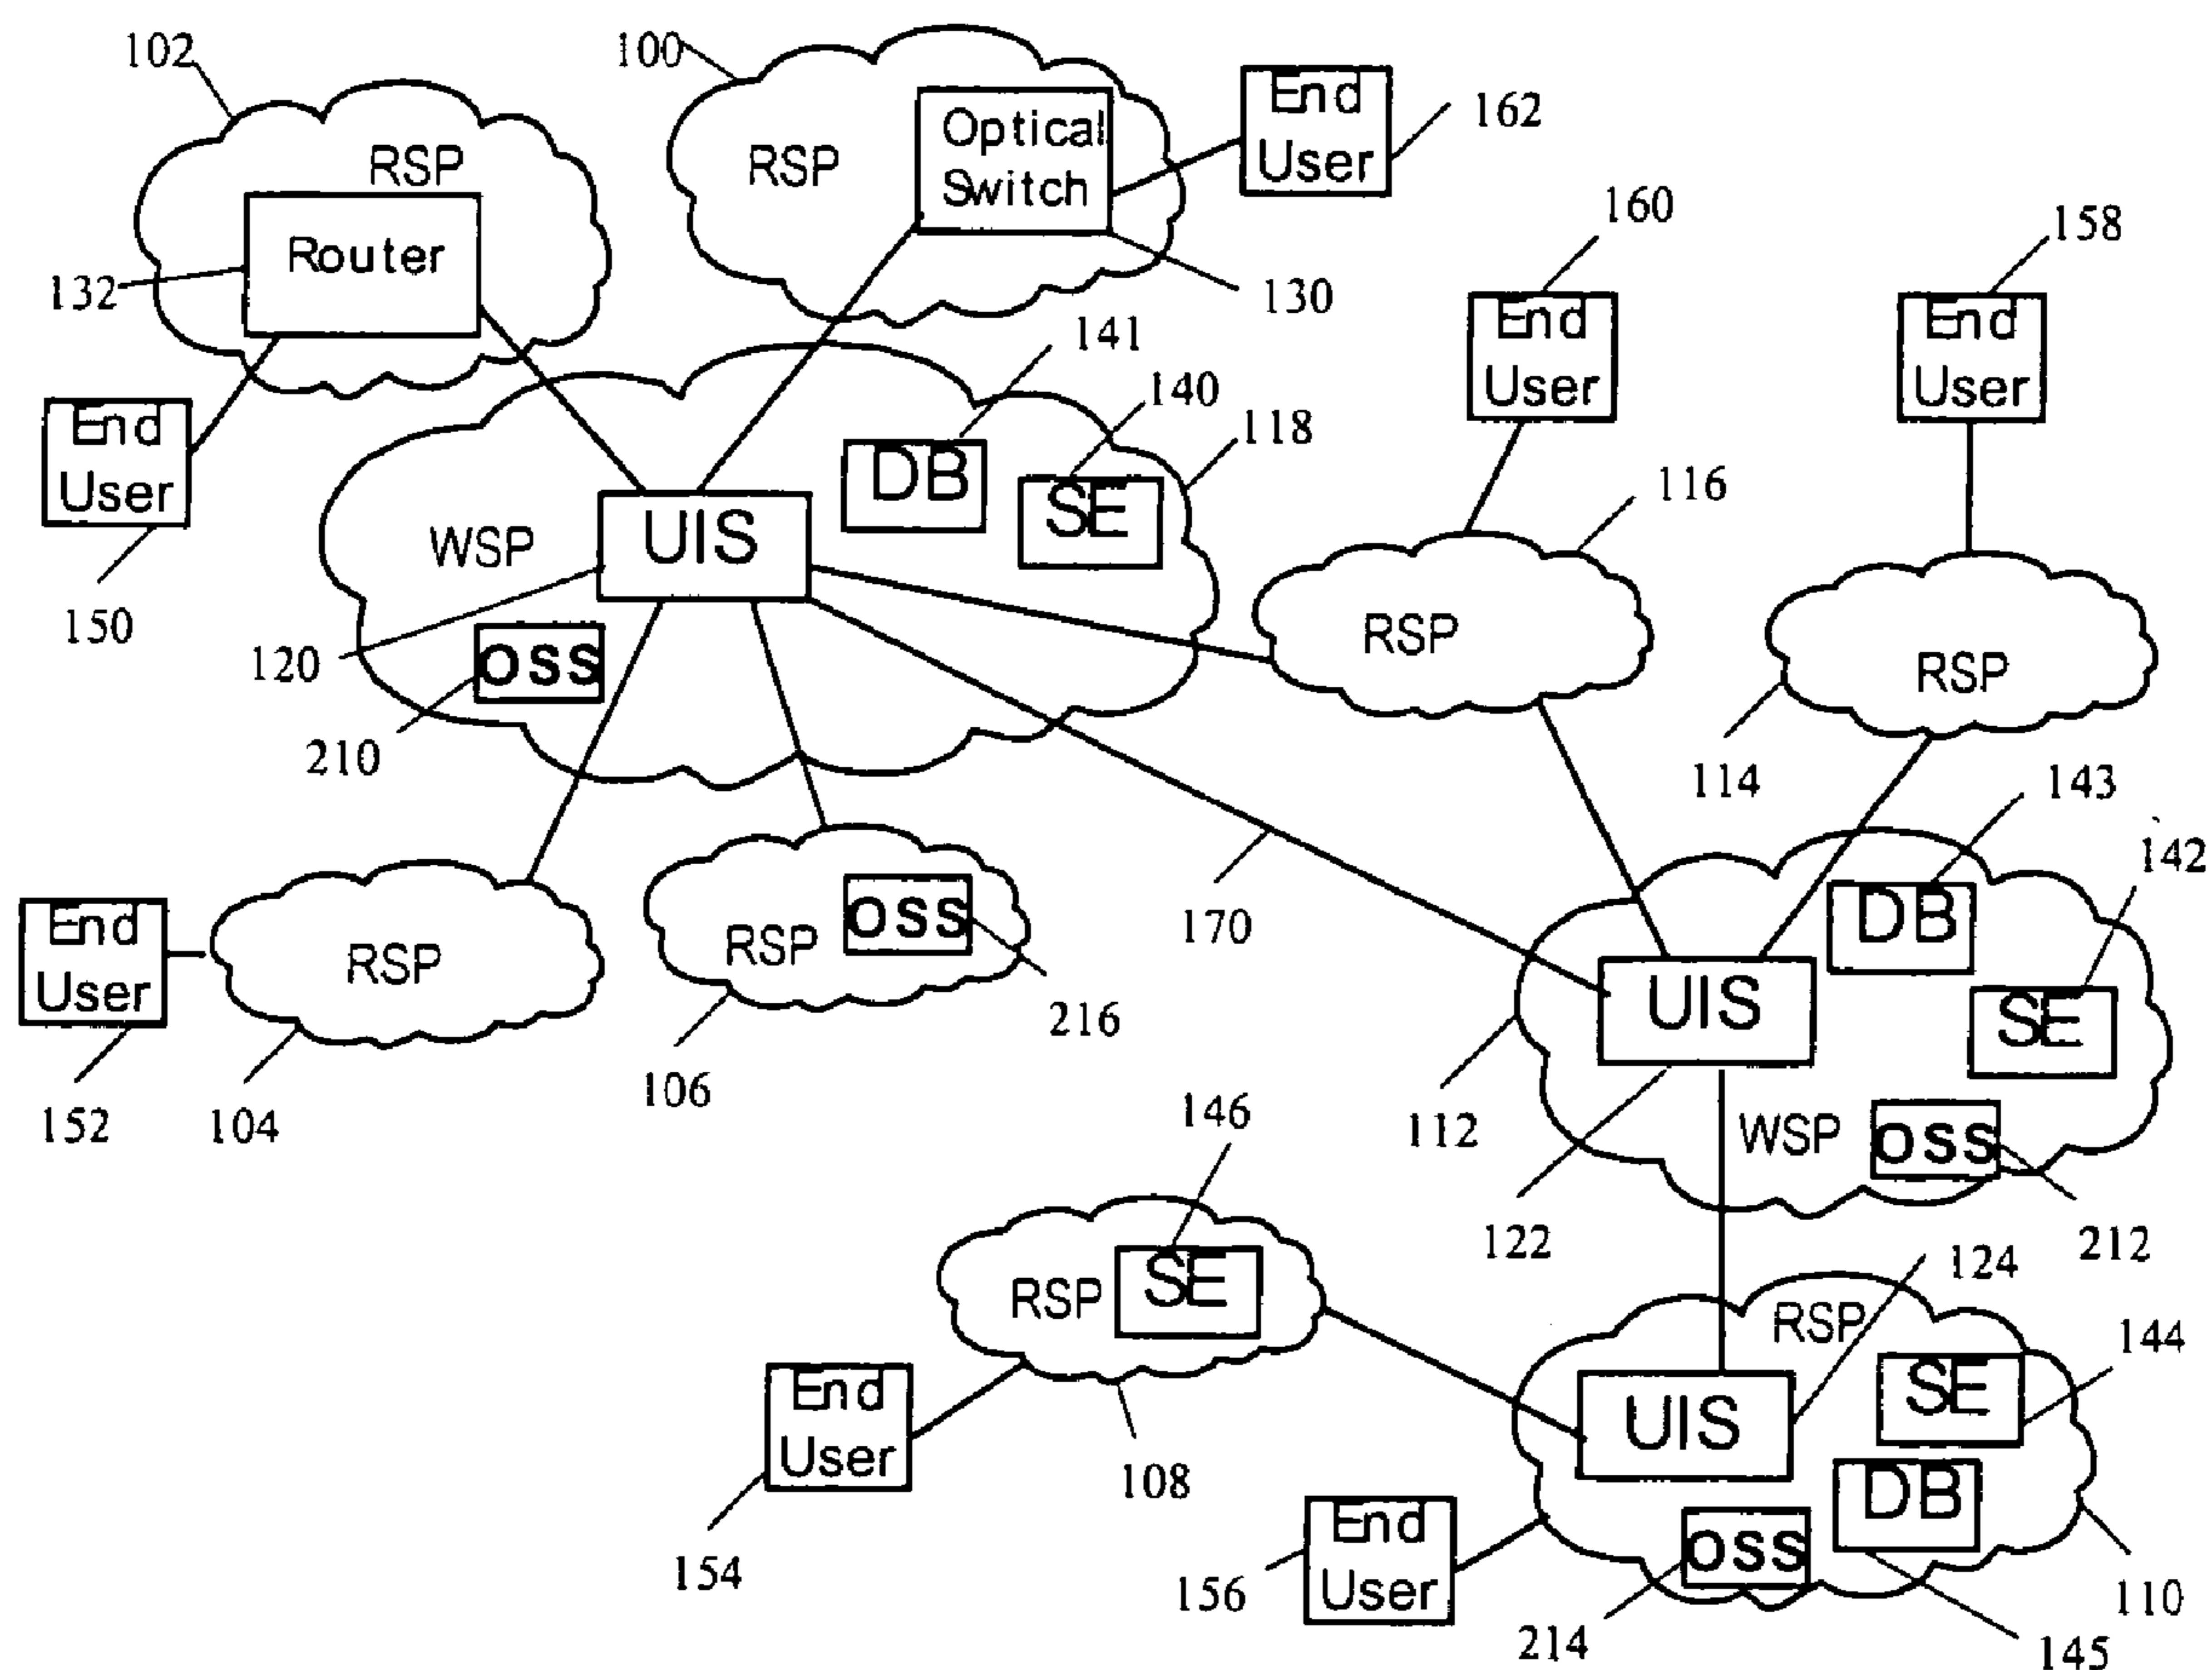 102
100
RSP
Router
132
RSP
Optical
Switch
130
End
User
162
End
User
150
160
End
User
158
End
User
141
140
118
DB
SE
WSP
UIS
120
OSS
210
116
RSP
RSP
114
End
User
152
RSP
104
RSP
OSS
106
216
170
143
142
DB
UIS
SE
112
WSP
OSS
122
212
146
RSP
SE
108
End
User
154
124
RSP
144
UIS
SE
DB
OSS
110
End
User
156
214
145